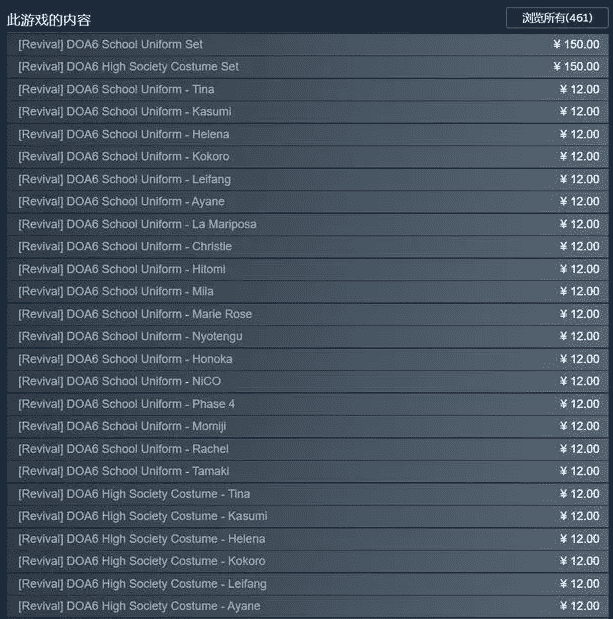 此游戏的内容 浏览所有(461)
[Revival] DOA6 School Uniform Set ¥ 150.00
[Revival] DOA6 High Society Costume Set ¥ 150.00
[Revival] DOA6 School Uniform - Tina ¥ 12.00
[Revival] DOA6 School Uniform - Kasumi ¥ 12.00
[Revival] DOA6 School Uniform - Helena ¥ 12.00
[Revival] DOA6 School Uniform - Kokoro ¥ 12.00
[Revival] DOA6 School Uniform - Leifang ¥ 12.00
[Revival] DOA6 School Uniform - Ayane ¥ 12.00
[Revival] DOA6 School Uniform - La Mariposa ¥ 12.00
[Revival] DOA6 School Uniform - Christie ¥ 12.00
[Revival] DOA6 School Uniform - Hitomi ¥ 12.00
[Revival] DOA6 School Uniform - Mila ¥ 12.00
[Revival] DOA6 School Uniform - Marie Rose ¥ 12.00
[Revival] DOA6 School Uniform - Nyotengu ¥ 12.00
[Revival] DOA6 School Uniform - Honoka ¥ 12.00
[Revival] DOA6 School Uniform - NiCO ¥ 12.00
[Revival] DOA6 School Uniform - Phase 4 ¥ 12.00
[Revival] DOA6 School Uniform - Momiji ¥ 12.00
[Revival] DOA6 School Uniform - Rachel ¥ 12.00
[Revival] DOA6 School Uniform - Tamaki ¥ 12.00
[Revival] DOA6 High Society Costume - Tina ¥ 12.00
[Revival] DOA6 High Society Costume - Kasumi ¥ 12.00
[Revival] DOA6 High Society Costume - Helena ¥ 12.00
[Revival] DOA6 High Society Costume - Kokoro ¥ 12.00
[Revival] DOA6 High Society Costume - Leifang ¥ 12.00
[Revival] DOA6 High Society Costume - Ayane ¥ 12.00